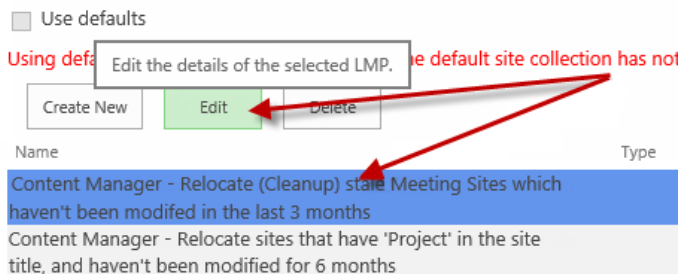 Use defaults
Using defa
Edit the details of the selected LMP.
e default site collection has not
Create New
Edit
Delete
Name
Type
Content Manager - Relocate (Cleanup) stale Meeting Sites which
haven't been modifed in the last 3 months
Content Manager - Relocate sites that have 'Project' in the site
title, and haven't been modified for 6 months